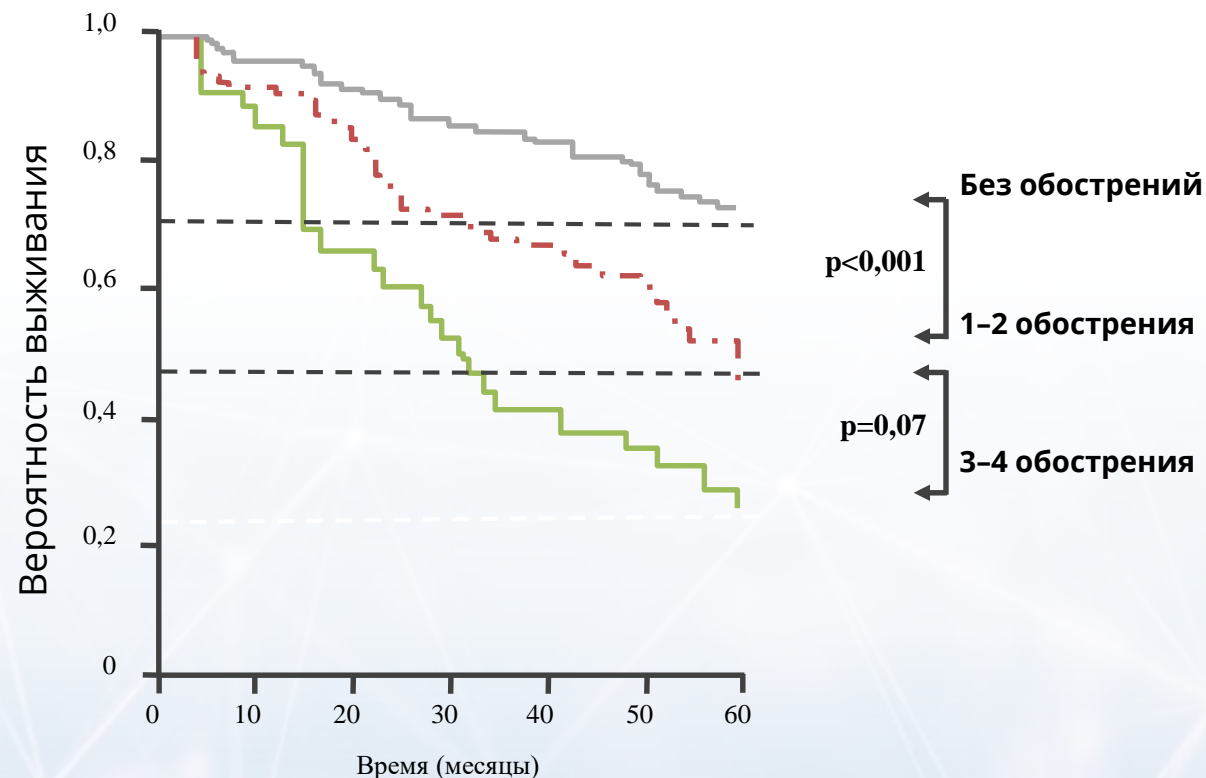 Вероятность выживания
1,0
0,8
0,6
0,4
0,2
0
0 10 20 30 40 50 60
Время (месяцы)
Без обострений
p<0,001
1–2 обострения
p=0,07
3–4 обострения